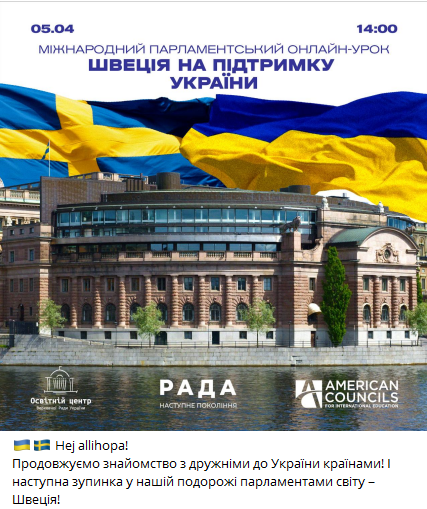 05.04
14:00
МІЖНАРОДНИЙ ПАРЛАМЕНТСЬКИЙ ОНЛАЙН-УРОК
ШВЕЦІЯ НА ПІДТРИМКУ
УКРАЇНИ
Освітній центр
Верховної Ради України
РАДА
НАСТУПНЕ ПОКОЛІННЯ
AMERICAN
COUNCILS
FOR INTERNATIONAL EDUCATION
🇺🇦 🇸🇪 Hej allihopa!
Продовжуємо знайомство з дружніми до України країнами! І
наступна зупинка у нашій подорожі парламентами світу –
Швеція!